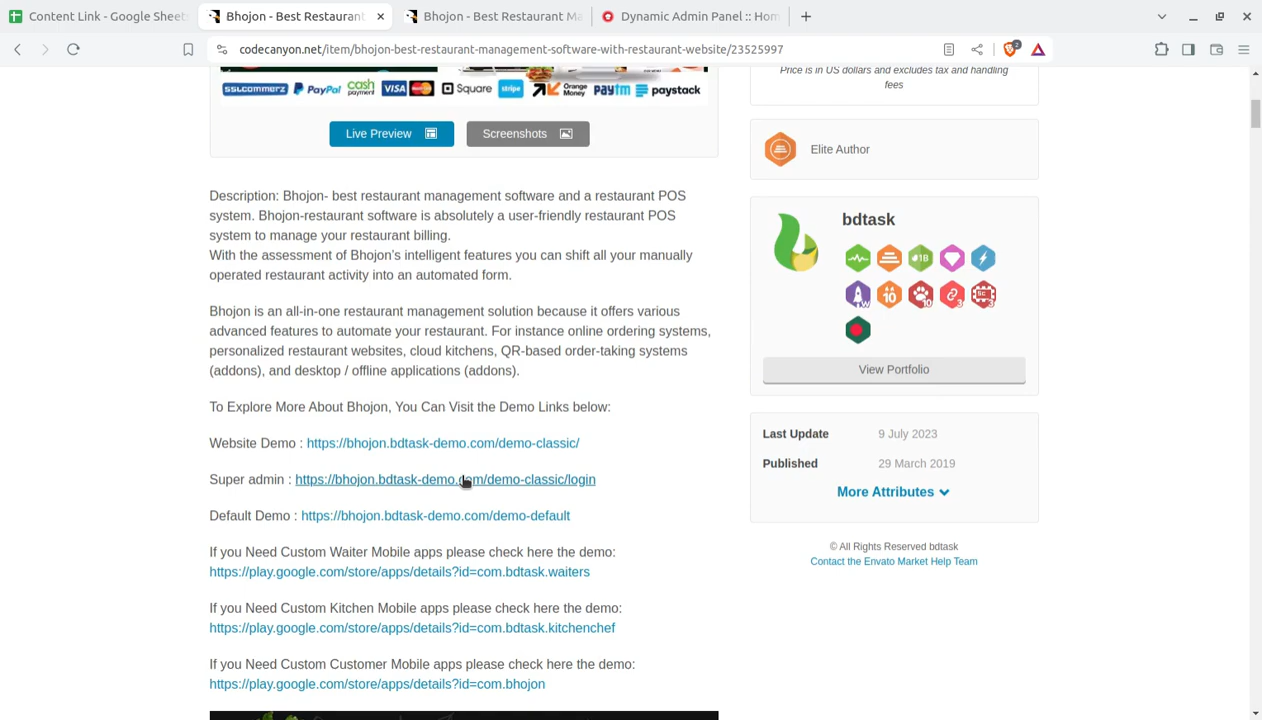 Content Link - Google Sheets
Bhojon - Best Restaurant
Bhojon - Best Restaurant Ma
Dynamic Admin Panel :: Hom
codecanyon.net/item/bhojon-best-restaurant-management-software-with-restaurant-website/23525997
2
SSLCOMMERZ PayPal cash payment VISA Square stripe Orange Money paytm paystack
Live Preview
Screenshots
Description: Bhojon- best restaurant management software and a restaurant POS
system. Bhojon-restaurant software is absolutely a user-friendly restaurant POS
system to manage your restaurant billing.
With the assessment of Bhojon's intelligent features you can shift all your manually
operated restaurant activity into an automated form.
Bhojon is an all-in-one restaurant management solution because it offers various
advanced features to automate your restaurant. For instance online ordering systems,
personalized restaurant websites, cloud kitchens, QR-based order-taking systems
(addons), and desktop / offline applications (addons).
To Explore More About Bhojon, You Can Visit the Demo Links below:
Website Demo : https://bhojon.bdtask-demo.com/demo-classic/
Super admin : https://bhojon.bdtask-demo.com/demo-classic/login
Default Demo : https://bhojon.bdtask-demo.com/demo-default
If you Need Custom Waiter Mobile apps please check here the demo:
https://play.google.com/store/apps/details?id=com.bdtask.waiters
If you Need Custom Kitchen Mobile apps please check here the demo:
https://play.google.com/store/apps/details?id=com.bdtask.kitchenchef
If you Need Custom Customer Mobile apps please check here the demo:
https://play.google.com/store/apps/details?id=com.bhojon
Price is in US dollars and excludes tax and handling
fees
Elite Author
bdtask
View Portfolio
Last Update 9 July 2023
Published 29 March 2019
More Attributes
© All Rights Reserved bdtask
Contact the Envato Market Help Team